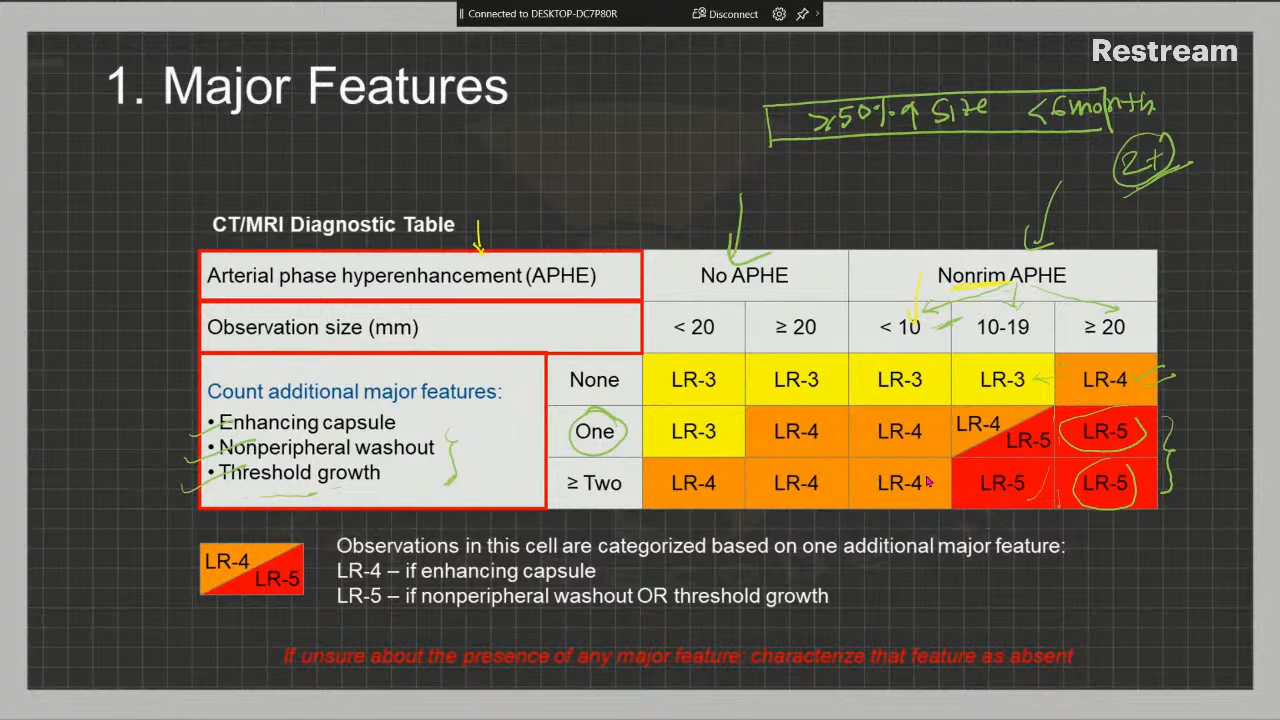 Connected to DESKTOP-DC7P80R Disconnect
Restream
1. Major Features
≥50% ↑ size <6 month
2+
CT/MRI Diagnostic Table
Arterial phase hyperenhancement (APHE) No APHE Nonrim APHE
Observation size (mm) < 20 ≥ 20 < 10 10-19 ≥ 20
Count additional major features:
• Enhancing capsule
• Nonperipheral washout
• Threshold growth
None LR-3 LR-3 LR-3 LR-3 LR-4
One LR-3 LR-4 LR-4 LR-4 LR-5 LR-5
≥ Two LR-4 LR-4 LR-4 LR-5 LR-5
LR-4 LR-5
Observations in this cell are categorized based on one additional major feature:
LR-4 – if enhancing capsule
LR-5 – if nonperipheral washout OR threshold growth
If unsure about the presence of any major feature: characterize that feature as absent